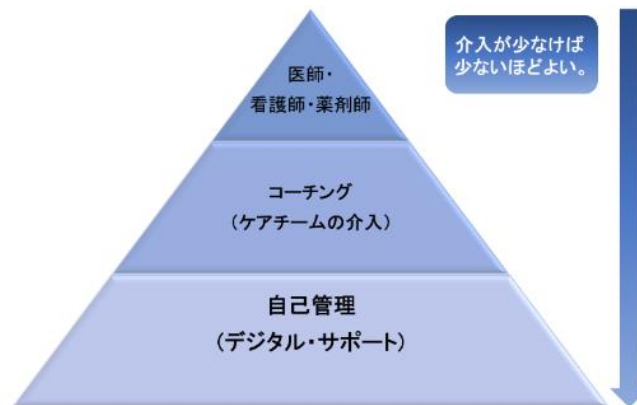 医師・
看護師・薬剤師
コーチング
(ケアチームの介入)
自己管理
(デジタル・サポート)
介入が少なけば
少ないほどよい。